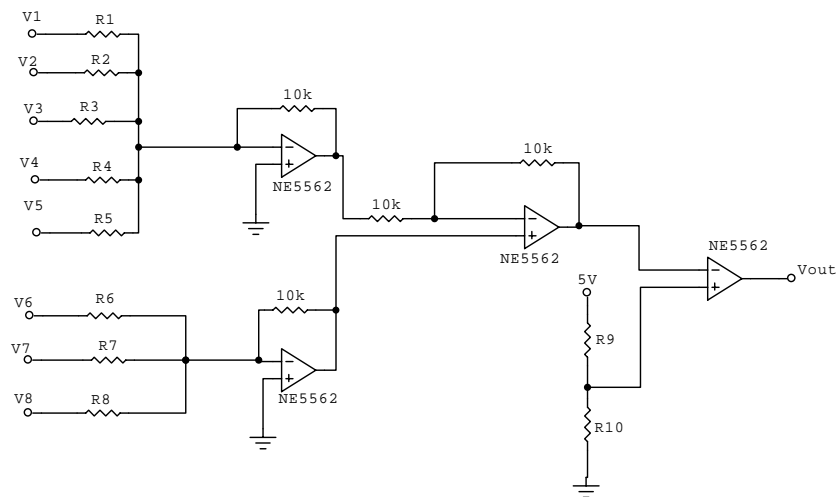 V1
R1
V2
R2
V3
R3
10k
V4
R4
NE5562
10k
V5
R5
10k
NE5562
NE5562
Vout
5V
V6
R6
10k
R9
V7
R7
V8
R8
NE5562
R10